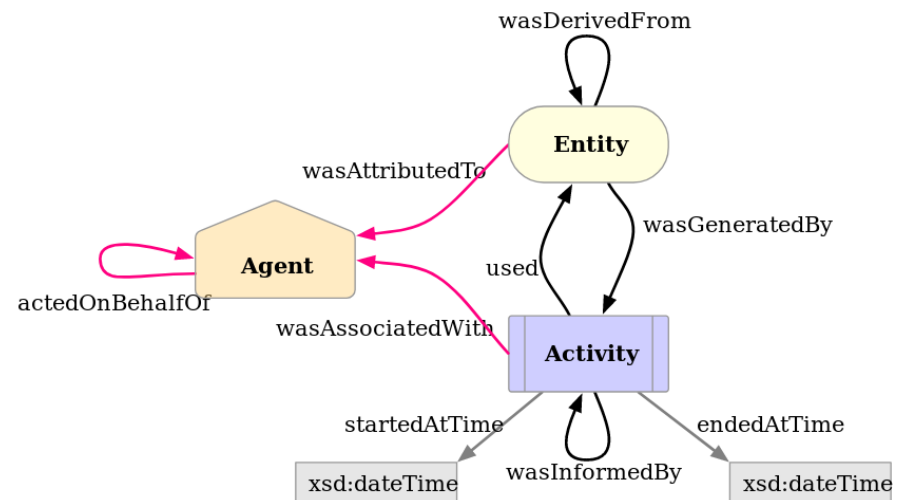 wasDerivedFrom
Entity
wasAttributedTo
wasGeneratedBy
Agent
used
actedOnBehalfOf
wasAssociatedWith
Activity
startedAtTime
endedAtTime
wasInformedBy
xsd:dateTime
xsd:dateTime